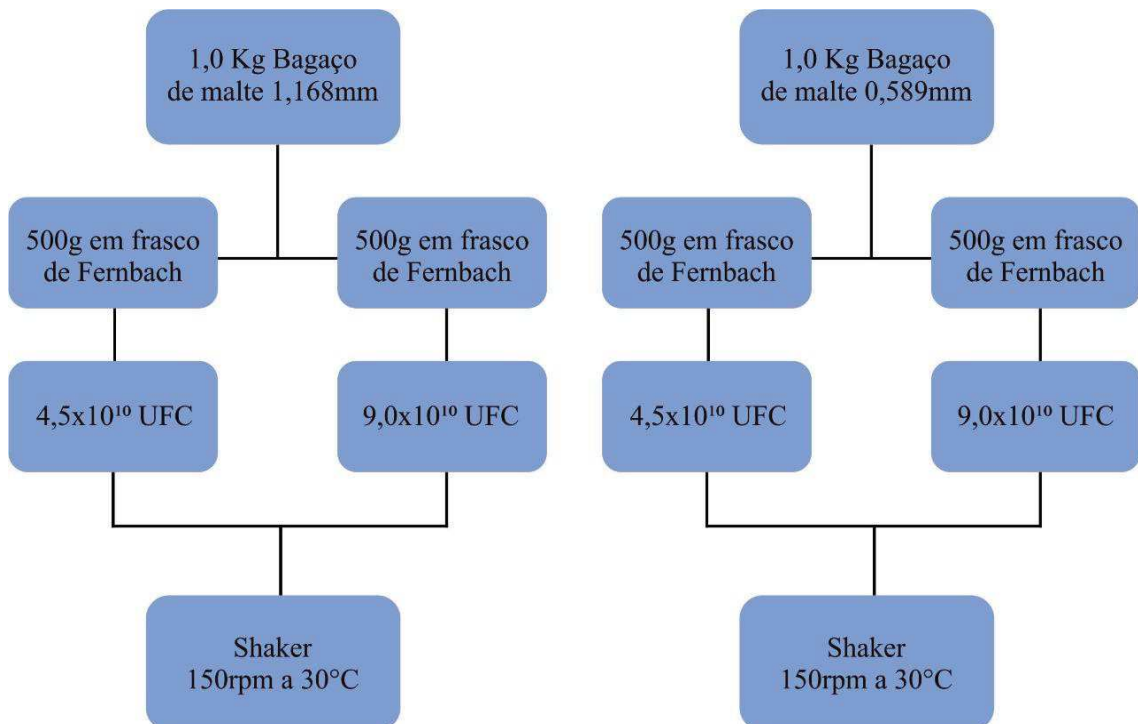 1,0 Kg Bagaço
de malte 1,168mm
500g em frasco
de Fernbach
500g em frasco
de Fernbach
4,5x10¹⁰ UFC
9,0x10¹⁰ UFC
Shaker
150rpm a 30°C
1,0 Kg Bagaço
de malte 0,589mm
500g em frasco
de Fernbach
500g em frasco
de Fernbach
4,5x10¹⁰ UFC
9,0x10¹⁰ UFC
Shaker
150rpm a 30°C